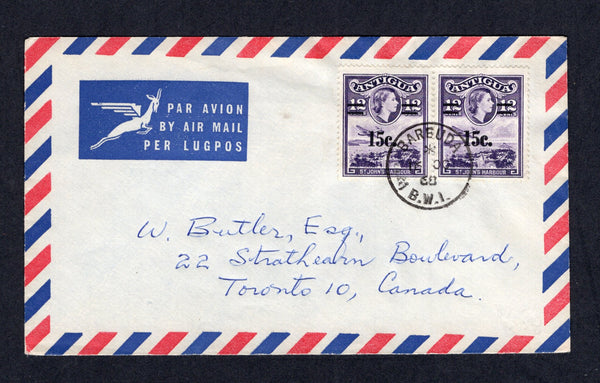 PAR AVION
BY AIR MAIL
PER LUGPOS
ANTIGUA ANTIGUA
12 12 12 12
15c. 15c.
ST JOHN'S HARBOUR ST JOHN'S HARBOUR
BARBUDA
68
B.W.I.
W. Butler, Esq.,
22 Strathearn Boulevard,
Toronto 10, Canada.